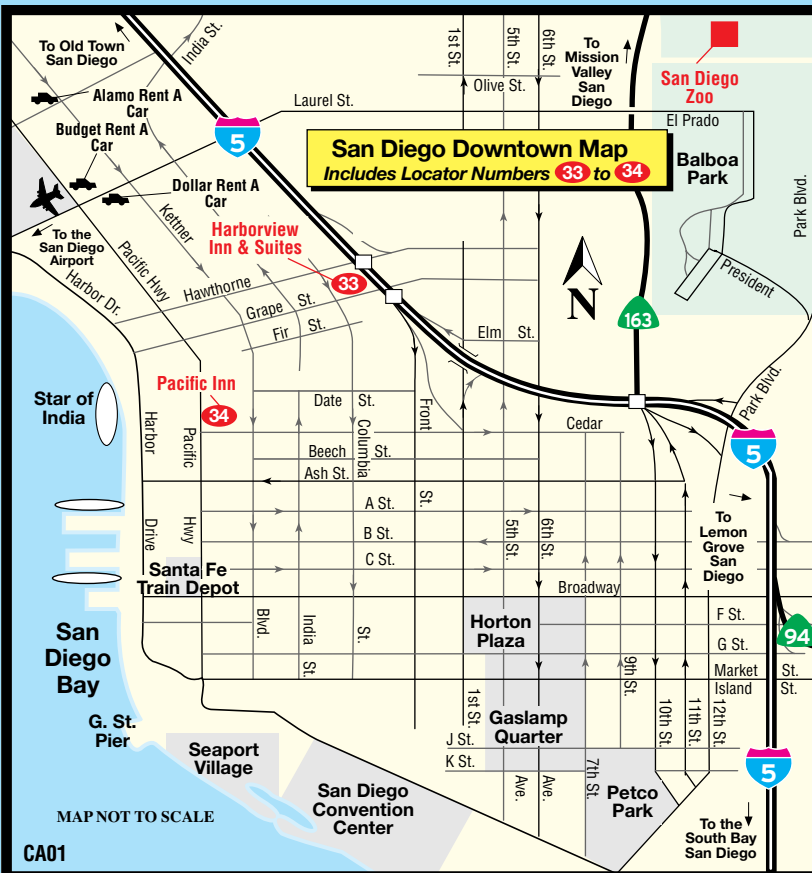 To Old Town
San Diego
India St.
1st St.
5th St.
6th St.
To
Mission
Valley
San
Diego
San Diego
Zoo
Olive St.
Alamo Rent A
Car
Laurel St.
El Prado
Budget Rent A
Car
5
San Diego Downtown Map
Includes Locator Numbers 33 to 34
Balboa
Park
Park Blvd.
Dollar Rent A
Car
Kettner
To the
San Diego
Airport
Pacific Hwy
Harborview
Inn & Suites
33
Harbor Dr.
Hawthorne
Grape St.
Fir St.
N
President
163
Elm St.
Pacific Inn
34
Star of
India
Date St.
Park Blvd.
Harbor
Pacific
Columbia
Front
Cedar
Beech St.
Ash St.
5
A St.
St.
B St.
C St.
Drive
Hwy
5th St.
6th St.
To
Lemon
Grove
San
Diego
Santa Fe
Train Depot
Broadway
San
Diego
Bay
Blvd.
India
St.
St.
Horton
Plaza
F St.
94
G St.
9th St.
Market St.
Island St.
G. St.
Pier
1st St.
Gaslamp
Quarter
10th St.
11th St.
12th St.
J St.
K St.
Seaport
Village
San Diego
Convention
Center
Ave.
Ave.
7th St.
Petco
Park
5
MAP NOT TO SCALE
To the
South Bay
San Diego
CA01